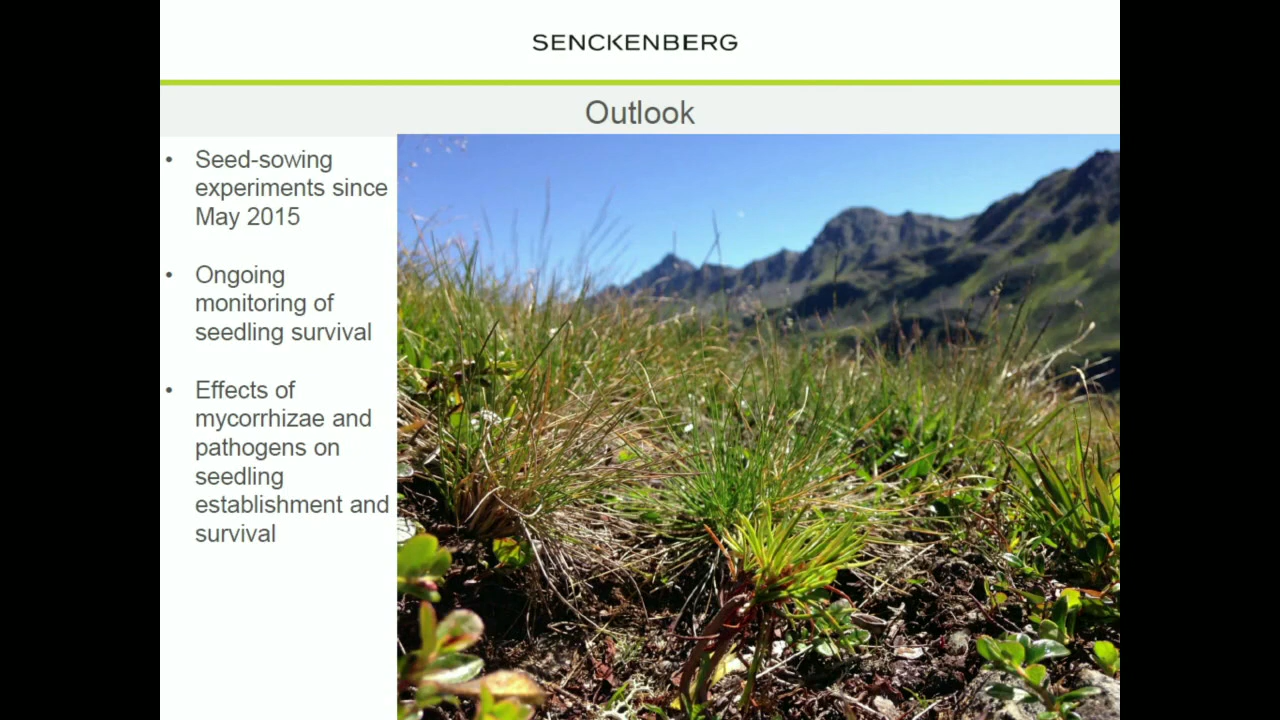 SENCKENBERG
Outlook
• Seed-sowing
experiments since
May 2015
• Ongoing
monitoring of
seedling survival
• Effects of
mycorrhizae and
pathogens on
seedling
establishment and
survival